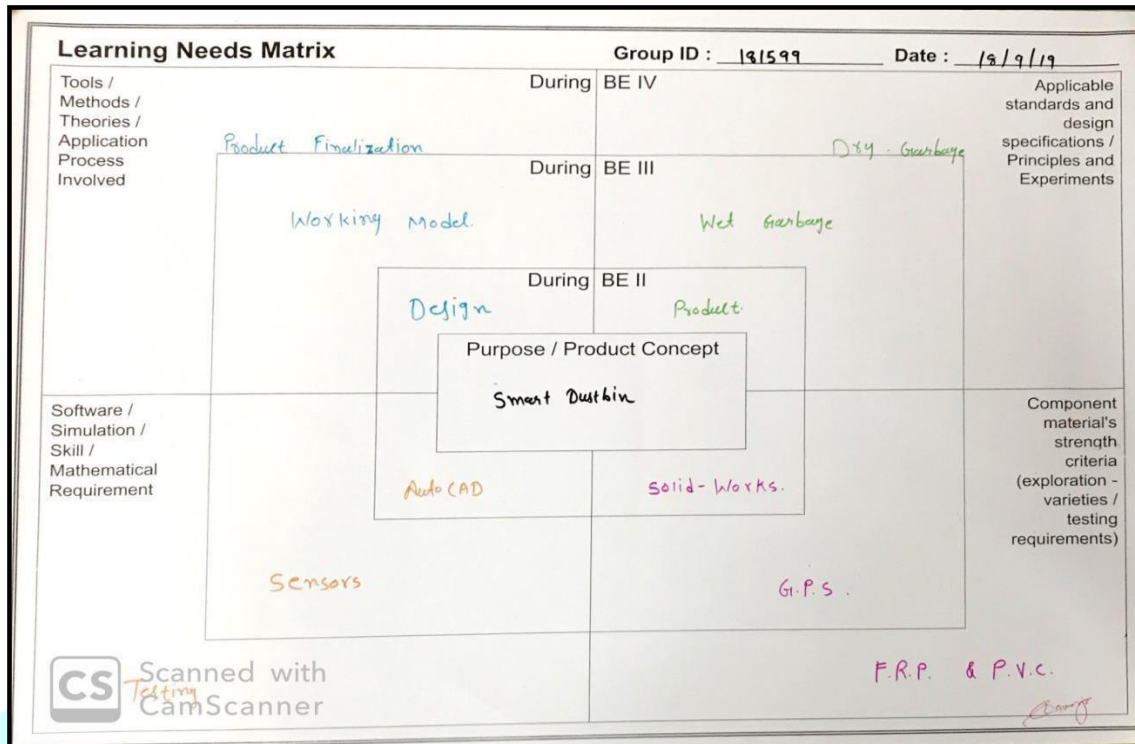 Learning Needs Matrix
Group ID : 181599
Date : 18/9/19
Tools /
Methods /
Theories /
Application
Process
Involved
During BE IV
Applicable
standards and
design
specifications /
Principles and
Experiments
Product Finalization
Dry Garbage
During BE III
Working Model.
Wet Garbage
During BE II
Design
Product.
Purpose / Product Concept
Smart Dustbin
Software /
Simulation /
Skill /
Mathematical
Requirement
Component
material's
strength
criteria
(exploration -
varieties /
testing
requirements)
AutoCAD
Solid-Works.
Sensors
G.P.S.
Testing
F.R.P. & P.V.C.
CS
Scanned with
CamScanner